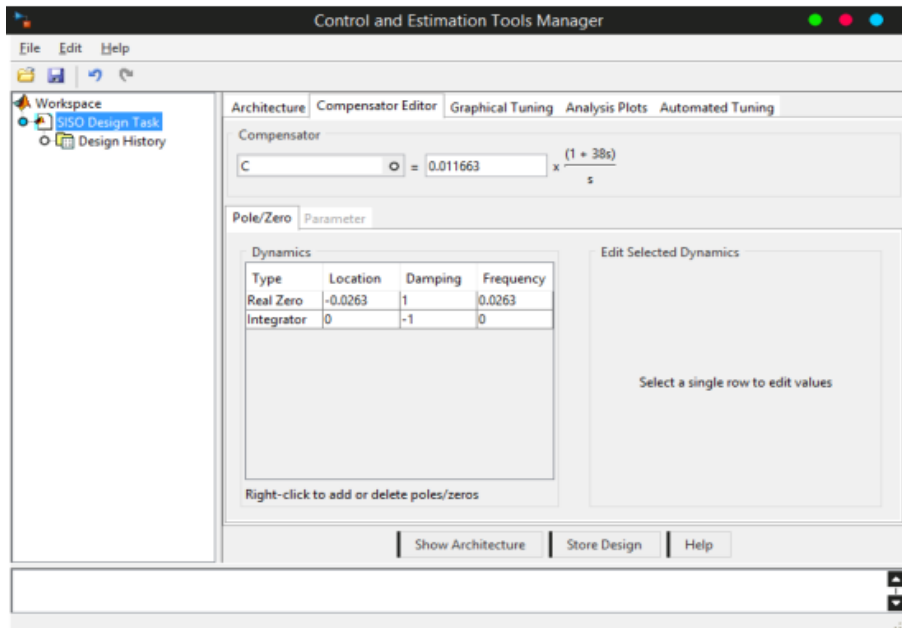 Control and Estimation Tools Manager
File Edit Help
Workspace
SISO Design Task
Design History
Architecture Compensator Editor Graphical Tuning Analysis Plots Automated Tuning
Compensator
C = 0.011663 x (1 + 38s)
s
Pole/Zero Parameter
Dynamics
Type Location Damping Frequency
Real Zero -0.0263 1 0.0263
Integrator 0 -1 0
Right-click to add or delete poles/zeros
Edit Selected Dynamics
Select a single row to edit values
Show Architecture Store Design Help